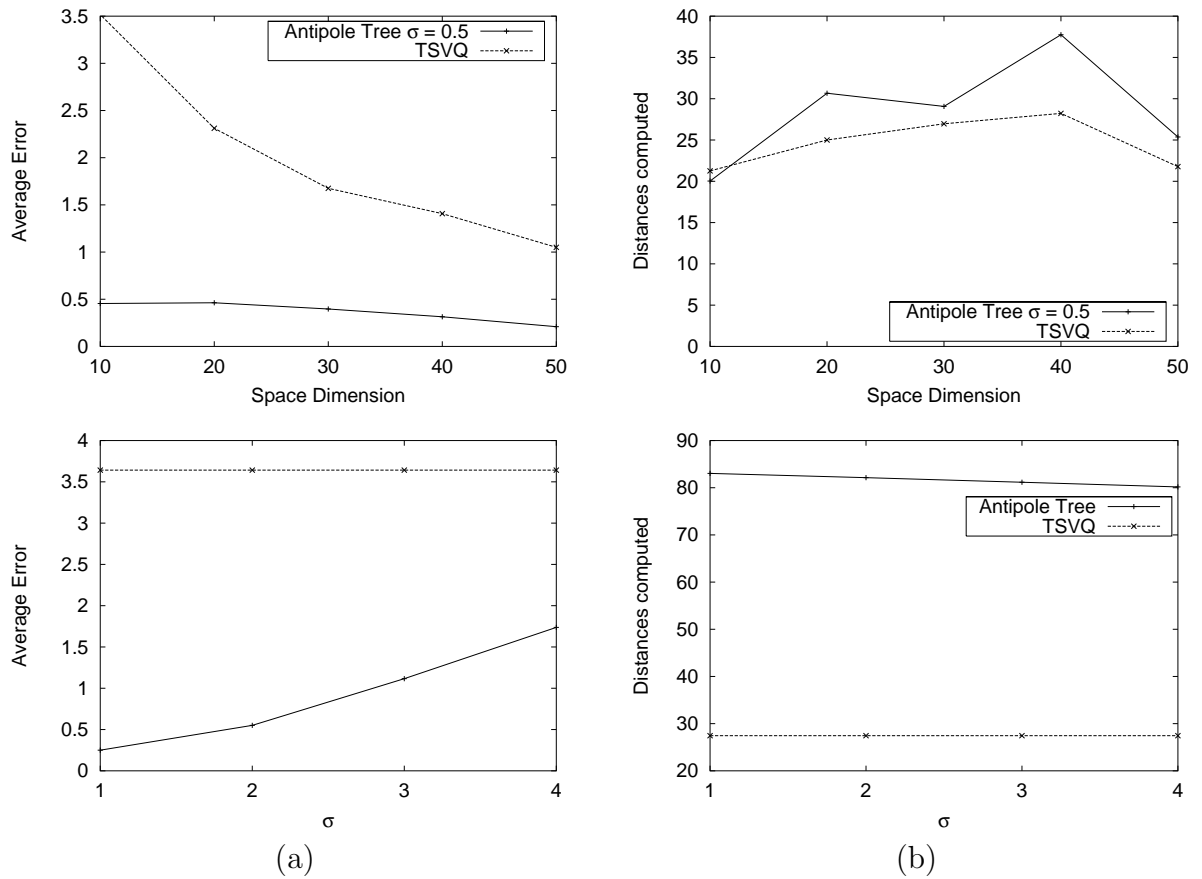 3.5
3
2.5
2
1.5
1
0.5
0
Average Error
10 20 30 40 50
Space Dimension
Antipole Tree σ = 0.5
TSVQ
40
35
30
25
20
15
10
5
0
Distances computed
10 20 30 40 50
Space Dimension
Antipole Tree σ = 0.5
TSVQ
4
3.5
3
2.5
2
1.5
1
0.5
0
Average Error
1 2 3 4
σ
(a)
90
80
70
60
50
40
30
20
Distances computed
1 2 3 4
σ
Antipole Tree
TSVQ
(b)